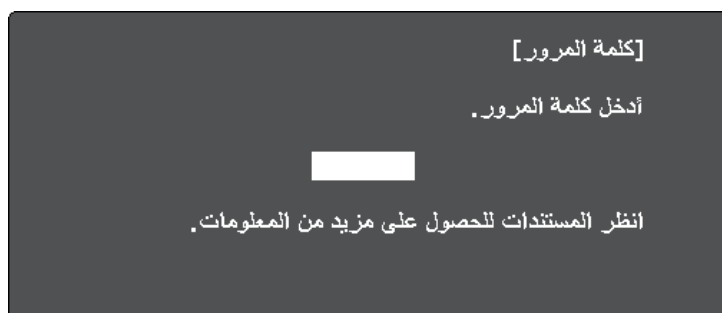 [كلمة المرور]
أدخل كلمة المرور.
انظر المستندات للحصول على مزيد من المعلومات.